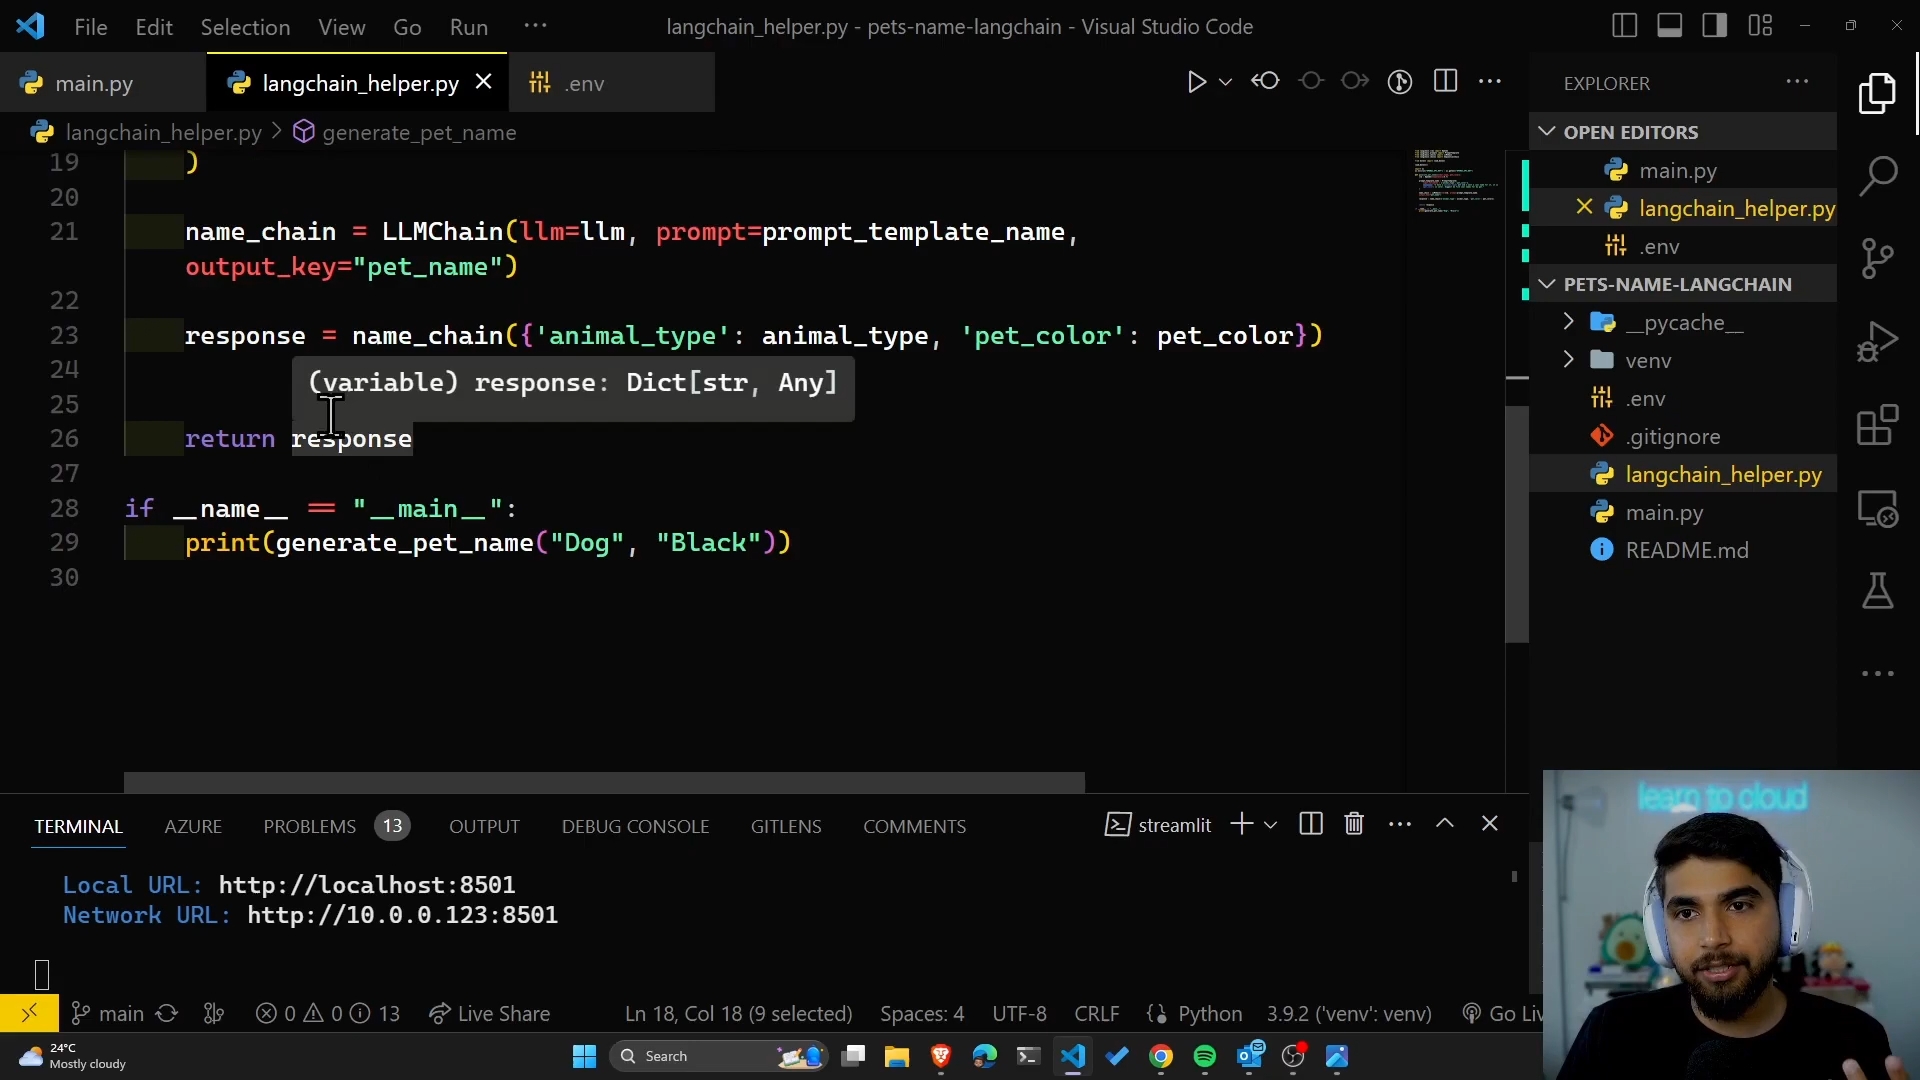 File Edit Selection View Go Run ··· langchain_helper.py - pets-name-langchain - Visual Studio Code
main.py langchain_helper.py .env
langchain_helper.py > generate_pet_name
19 )
20
21 name_chain = LLMChain(llm=llm, prompt=prompt_template_name,
output_key="pet_name")
22
23 response = name_chain({'animal_type': animal_type, 'pet_color': pet_color})
24
(variable) response: Dict[str, Any]
25
26 return response
27
28 if __name__ == "__main__":
29 print(generate_pet_name("Dog", "Black"))
30
EXPLORER
OPEN EDITORS
main.py
langchain_helper.py
.env
PETS-NAME-LANGCHAIN
__pycache__
venv
.env
.gitignore
langchain_helper.py
main.py
README.md
TERMINAL AZURE PROBLEMS 13 OUTPUT DEBUG CONSOLE GITLENS COMMENTS streamlit
Local URL: http://localhost:8501
Network URL: http://10.0.0.123:8501
learn to cloud
main 0 0 13 Live Share Ln 18, Col 18 (9 selected) Spaces: 4 UTF-8 CRLF Python 3.9.2 ('venv': venv) Go Liv
24°C
Mostly cloudy
Search